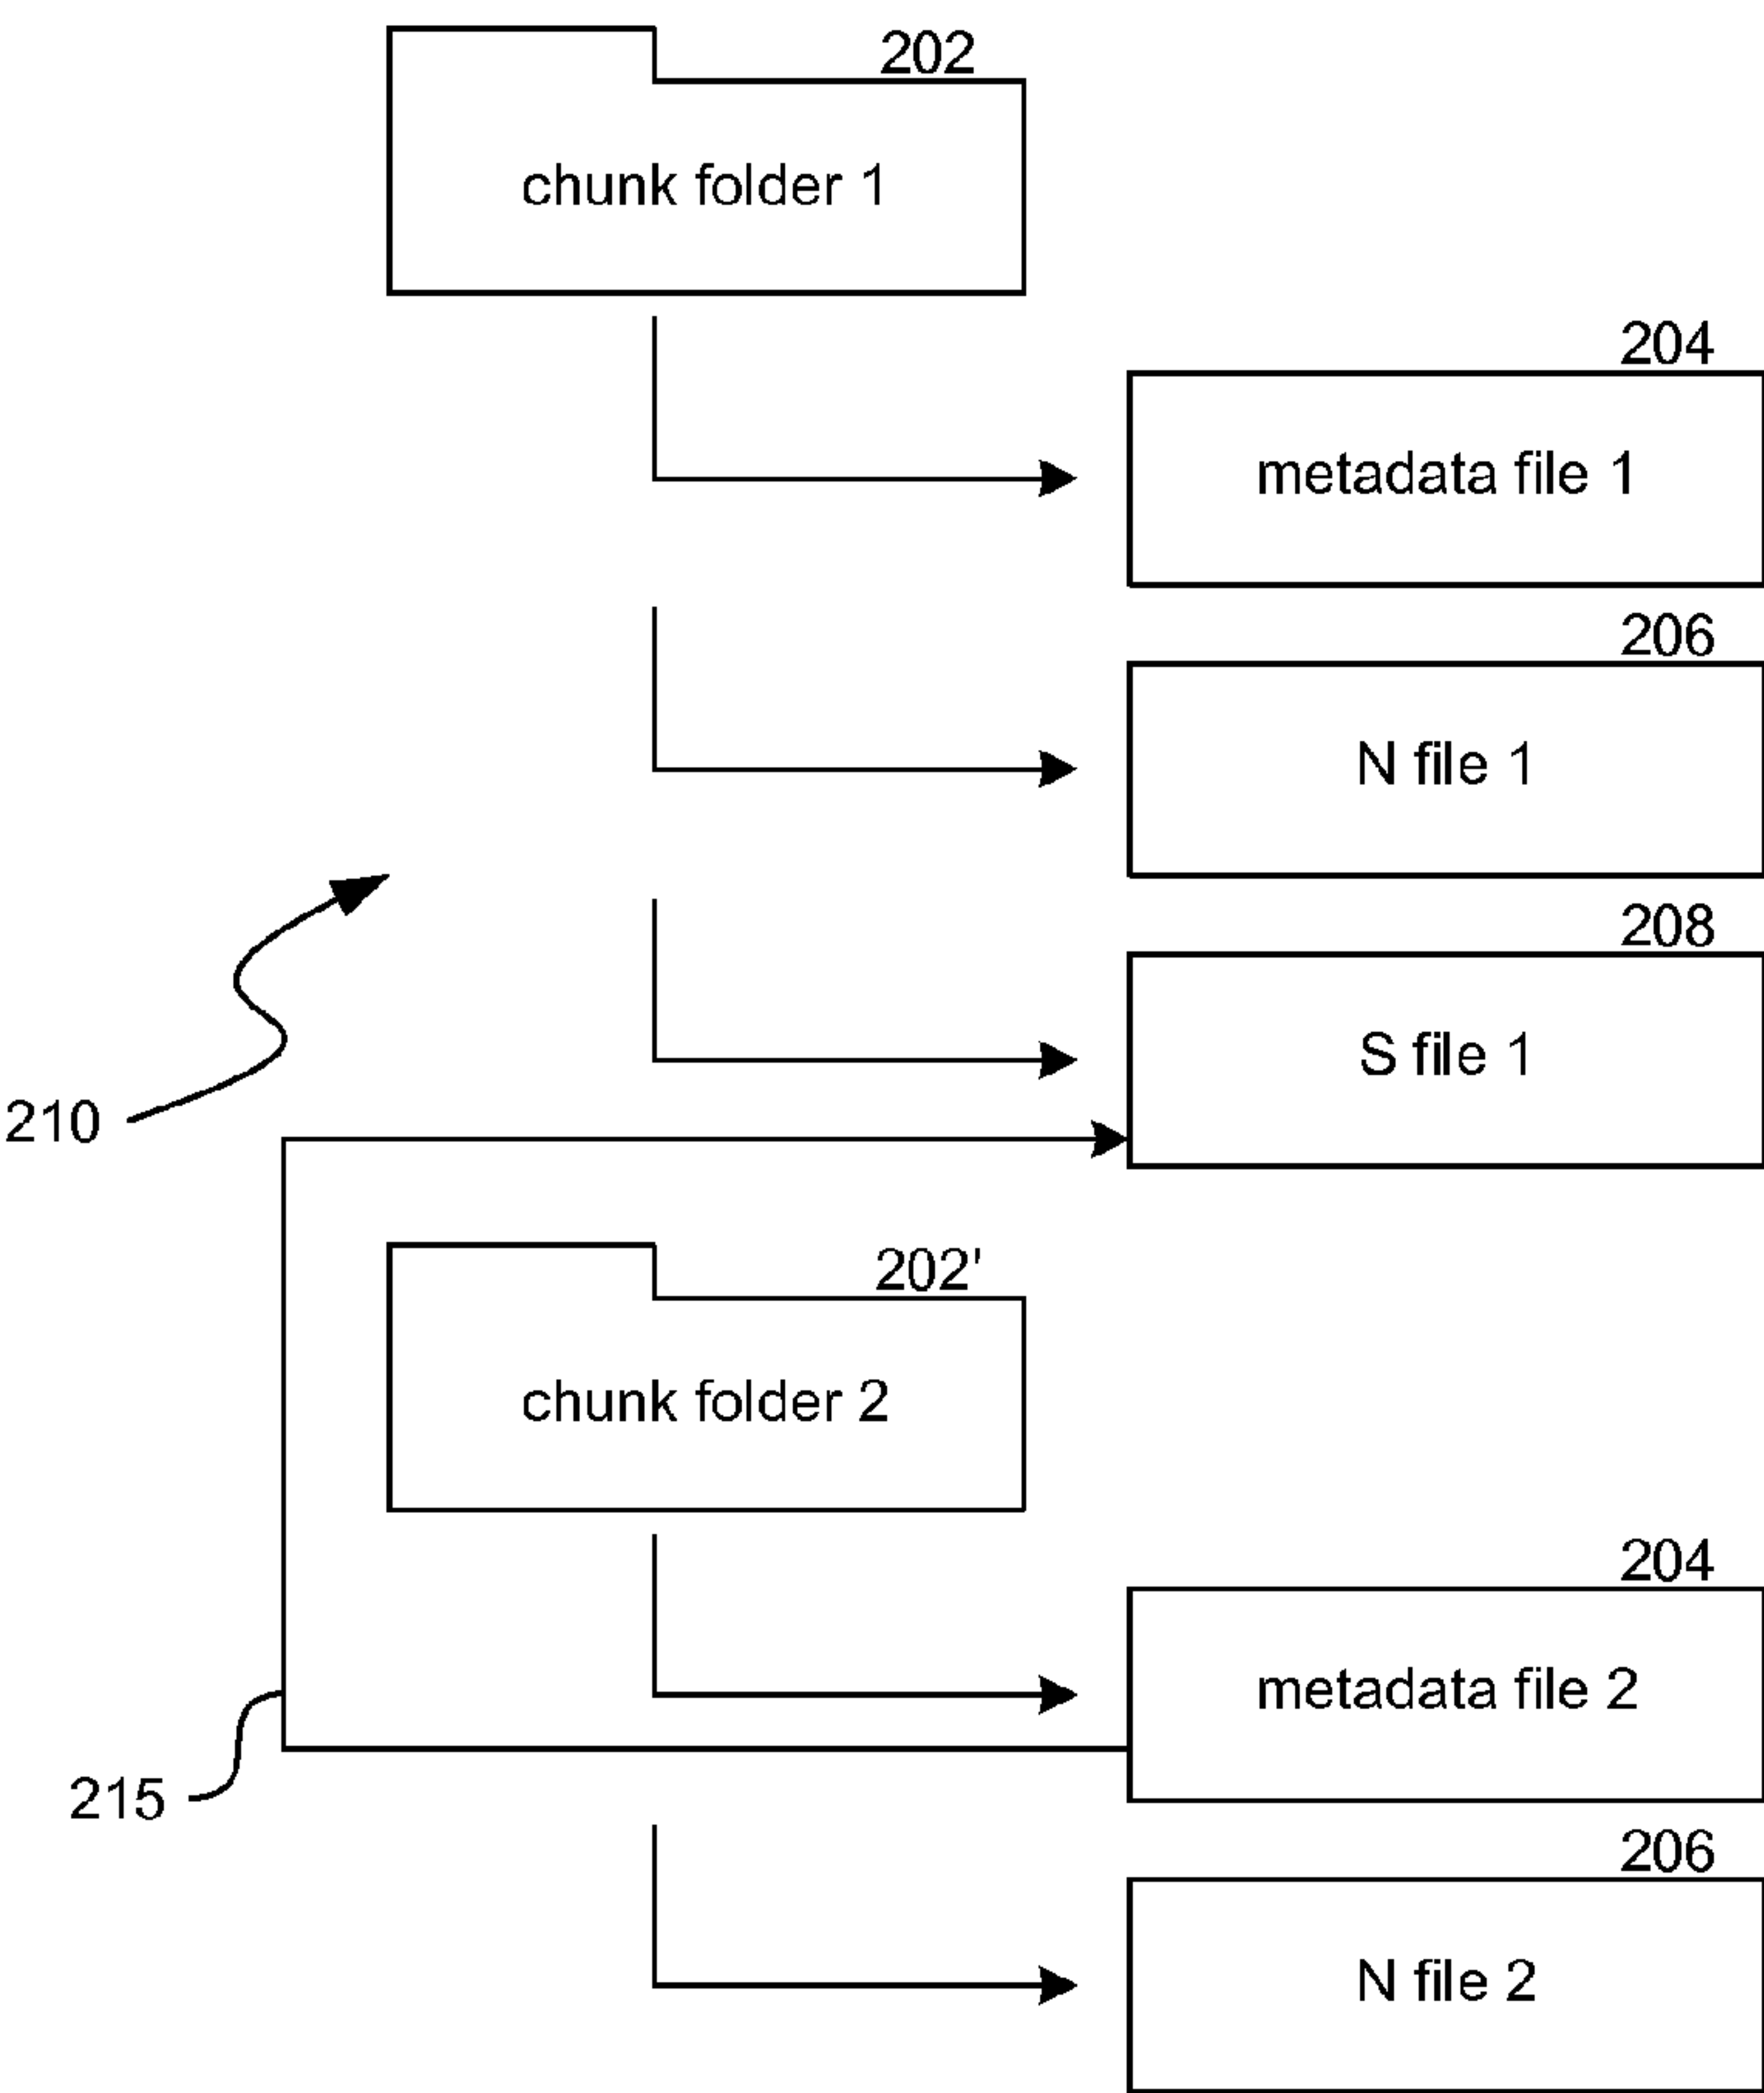 202
chunk folder 1
204
metadata file 1
206
N file 1
208
S file 1
210
202'
chunk folder 2
204
metadata file 2
215
206
N file 2